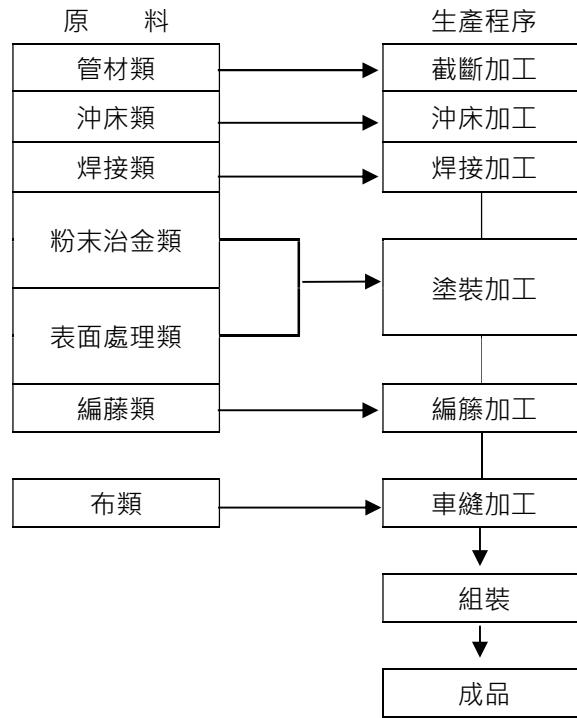 原 料 生產程序
管材類 截斷加工
沖床類 沖床加工
焊接類 焊接加工
粉末治金類
塗裝加工
表面處理類
編藤類 編籐加工
布類 車縫加工
組裝
成品